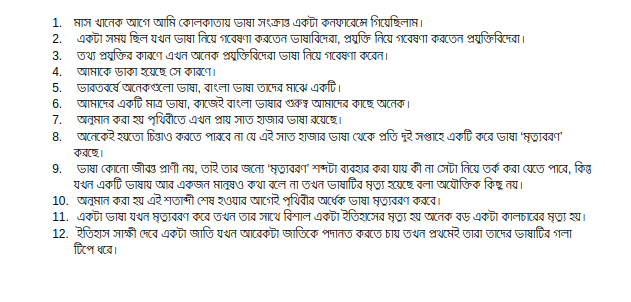 1. মাস খানেক আগে আমি কোলকাতায় ভাষা সংক্রান্ত একটা কনফারেন্সে গিয়েছিলাম।
2. একটা সময় ছিল যখন ভাষা নিয়ে গবেষণা করতেন ভাষাবিদেরা, প্রযুক্তি নিয়ে গবেষণা করতেন প্রযুক্তিবিদেরা।
3. তথ্য প্রযুক্তির কারণে এখন অনেক প্রযুক্তিবিদেরা ভাষা নিয়ে গবেষণা করেন।
4. আমাকে ডাকা হয়েছে সে কারণে।
5. ভারতবর্ষে অনেকগুলো ভাষা, বাংলা ভাষা তাদের মাঝে একটি।
6. আমাদের একটি মাত্র ভাষা, কাজেই বাংলা ভাষার গুরুত্ব আমাদের কাছে অনেক।
7. অনুমান করা হয় পৃথিবীতে এখন প্রায় সাত হাজার ভাষা রয়েছে।
8. অনেকেই হয়তো চিন্তাও করতে পারবে না যে এই সাত হাজার ভাষা থেকে প্রতি দুই সপ্তাহে একটি করে ভাষা ‘মৃত্যুবরণ’
করছে।
9. ভাষা কোনো জীবন্ত প্রাণী নয়, তাই তার জন্যে ‘মৃত্যুবরণ’ শব্দটা ব্যবহার করা যায় কী না সেটা নিয়ে তর্ক করা যেতে পারে, কিন্তু
যখন একটি ভাষায় আর একজন মানুষও কথা বলে না তখন ভাষাটির মৃত্যু হয়েছে বলা অযৌক্তিক কিছু নয়।
10. অনুমান করা হয় এই শতাব্দী শেষ হওয়ার আগেই পৃথিবীর অর্ধেক ভাষা মৃত্যুবরণ করবে।
11. একটা ভাষা যখন মৃত্যুবরণ করে তখন তার সাথে বিশাল একটা ইতিহাসের মৃত্যু হয় অনেক বড় একটা কালচারের মৃত্যু হয়।
12. ইতিহাস সাক্ষী দেবে একটা জাতি যখন আরেকটা জাতিকে পদানত করতে চায় তখন প্রথমেই তারা তাদের ভাষাটির গলা
টিপে ধরে।